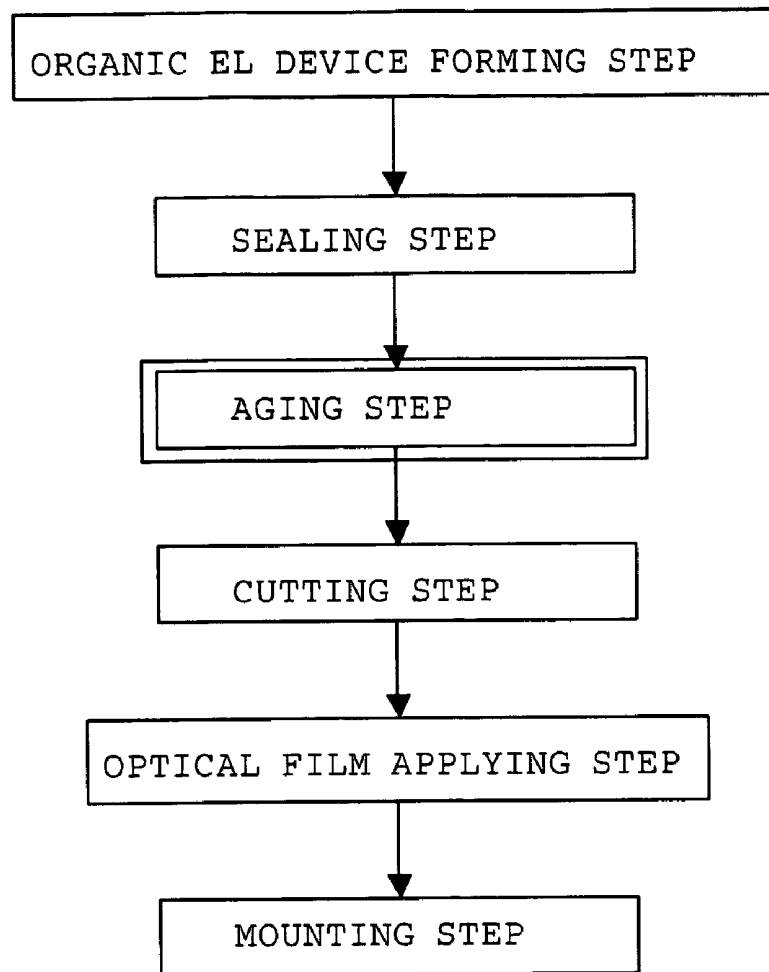 ORGANIC EL DEVICE FORMING STEP
SEALING STEP
AGING STEP
CUTTING STEP
OPTICAL FILM APPLYING STEP
MOUNTING STEP